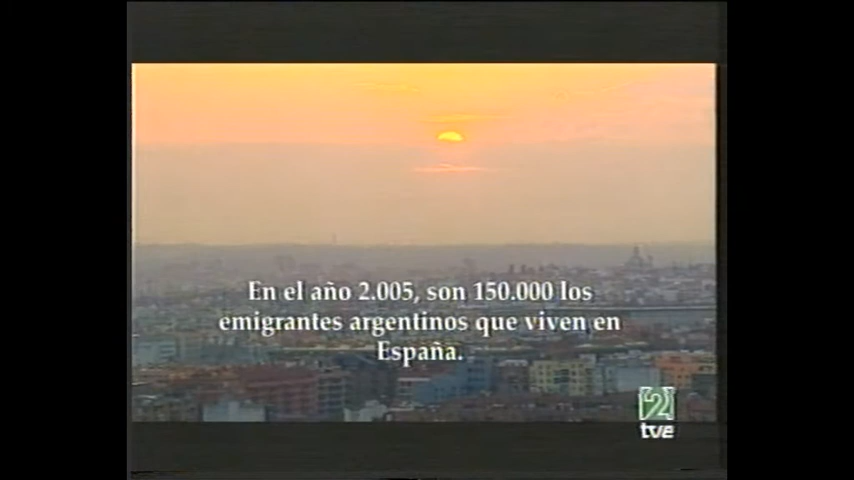 En el año 2.005, son 150.000 los
emigrantes argentinos que viven en
España.
2
tve